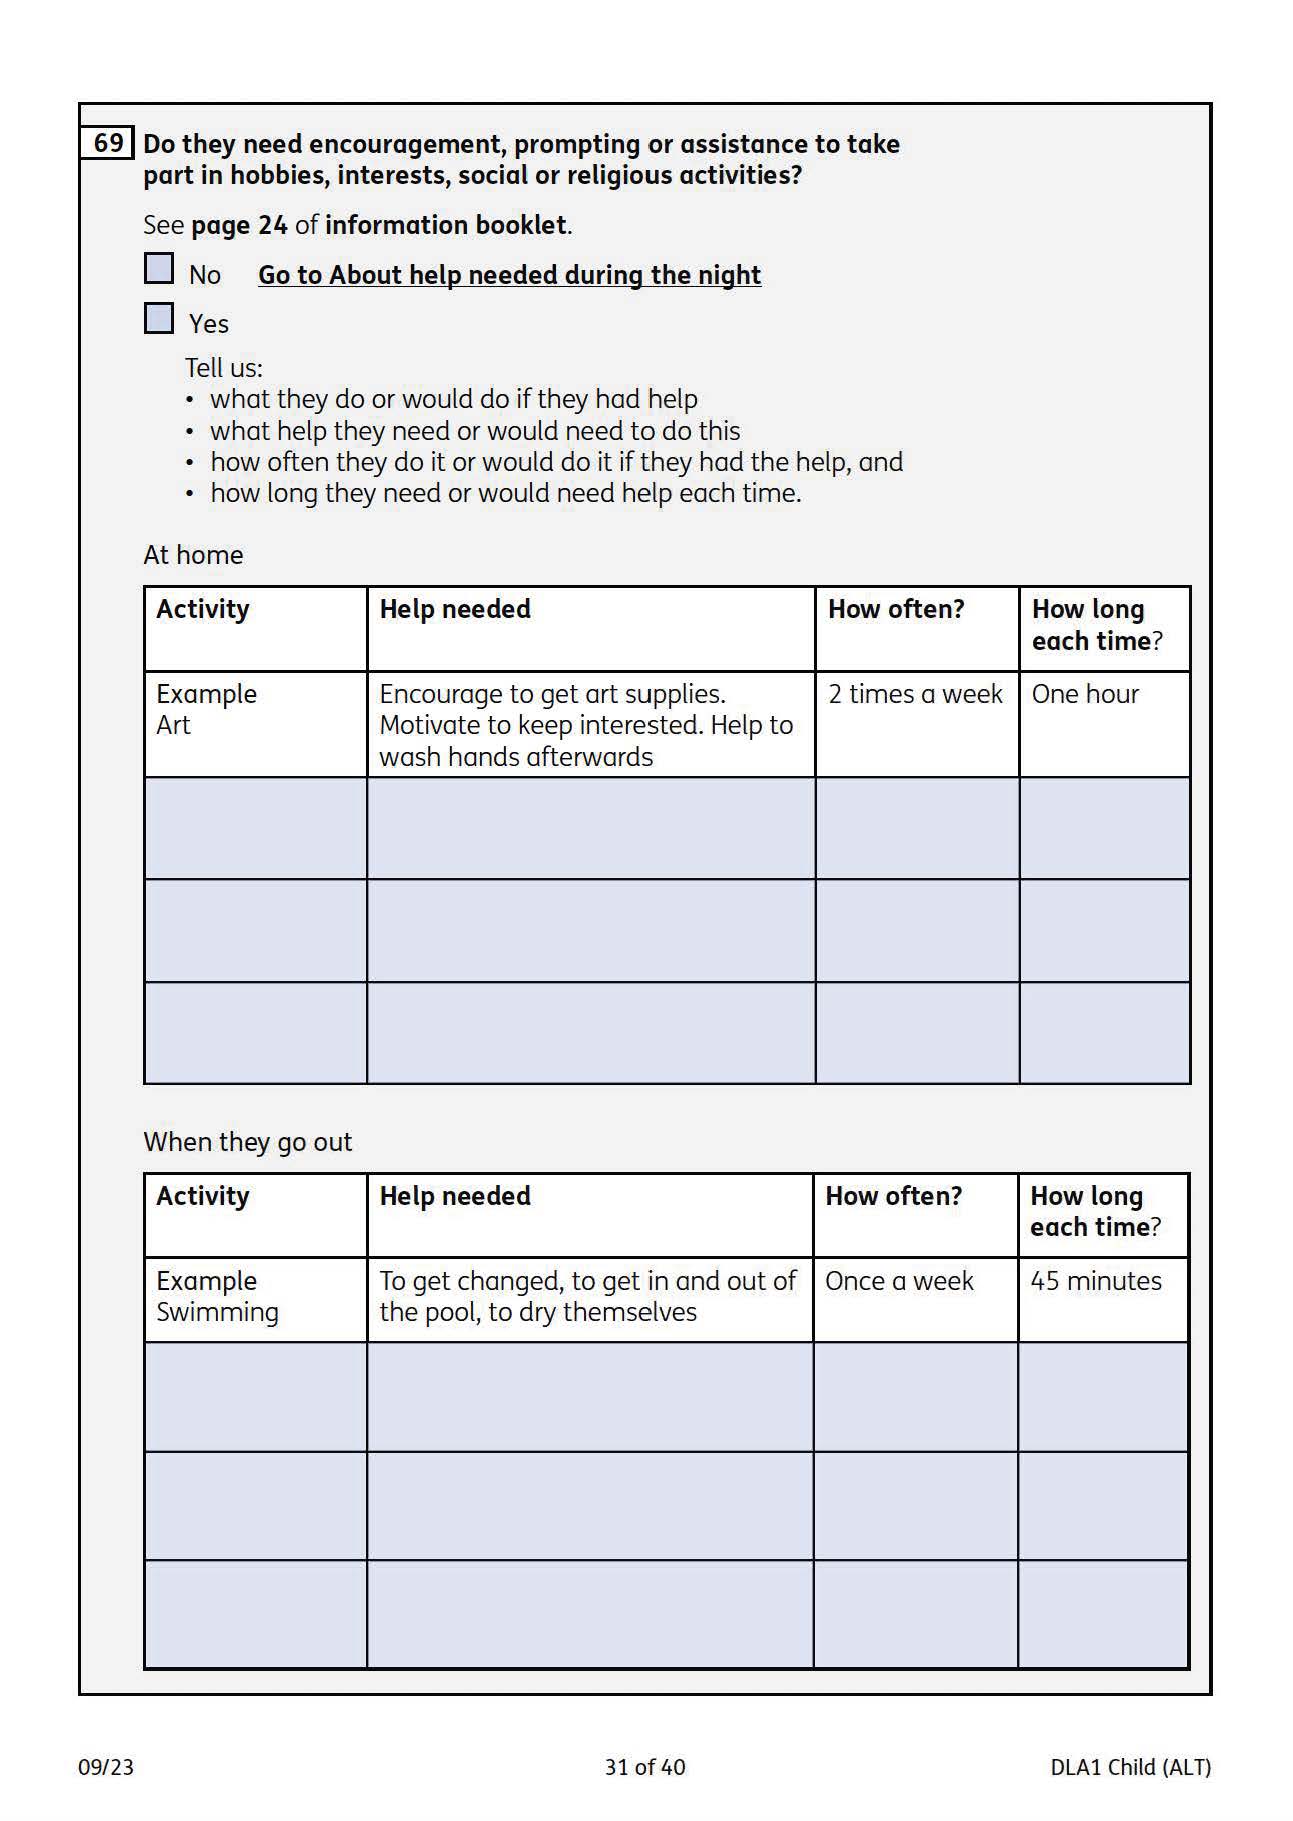 69 Do they need encouragement, prompting or assistance to take
part in hobbies, interests, social or religious activities?
See page 24 of information booklet.
No Go to About help needed during the night
Yes
Tell us:
• what they do or would do if they had help
• what help they need or would need to do this
• how often they do it or would do it if they had the help, and
• how long they need or would need help each time.
At home
Activity Help needed How often? How long
each time?
Example Encourage to get art supplies. 2 times a week One hour
Art Motivate to keep interested. Help to
wash hands afterwards
When they go out
Activity Help needed How often? How long
each time?
Example To get changed, to get in and out of Once a week 45 minutes
Swimming the pool, to dry themselves
09/23 31 of 40 DLA1 Child (ALT)